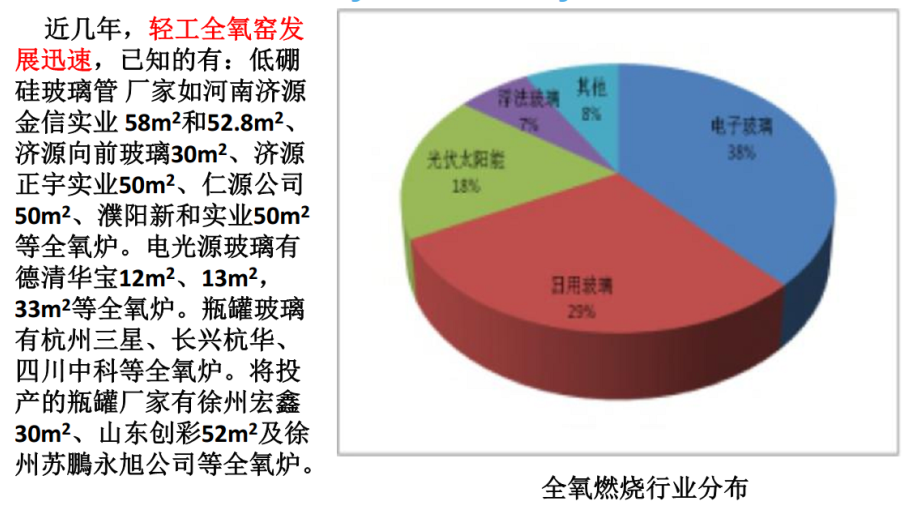 近几年，轻工全氧窑发
展迅速，已知的有：低硼
硅玻璃管 厂家如河南济源
金信实业 58m²和52.8m²、
济源向前玻璃30m²、济源
正宇实业50m²、仁源公司
50m²、濮阳新和实业50m²
等全氧炉。电光源玻璃有
德清华宝12m²、13m²，
33m²等全氧炉。瓶罐玻璃
有杭州三星、长兴杭华、
四川中科等全氧炉。将投
产的瓶罐厂家有徐州宏鑫
30m²、山东创彩52m²及徐
州苏鵬永旭公司等全氧炉。
其他
8%
浮法玻璃
7%
电子玻璃
38%
光伏太阳能
18%
日用玻璃
29%
全氧燃烧行业分布